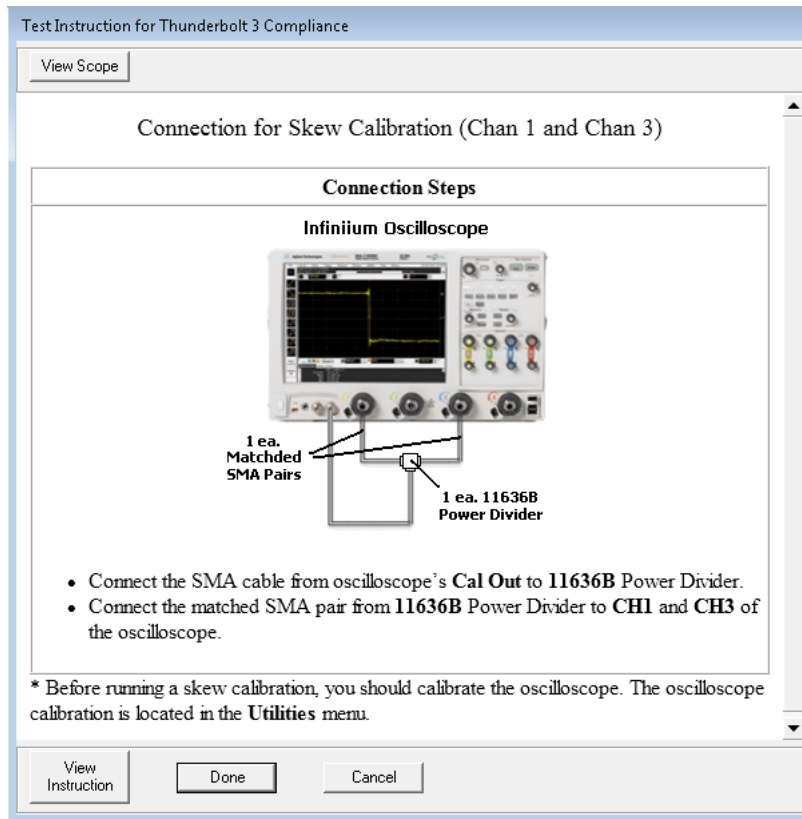 Test Instruction for Thunderbolt 3 Compliance
View Scope
Connection for Skew Calibration (Chan 1 and Chan 3)
Connection Steps
Infiniium Oscilloscope
1 ea.
Matchded
SMA Pairs
1 ea. 11636B
Power Divider
• Connect the SMA cable from oscilloscope's Cal Out to 11636B Power Divider.
• Connect the matched SMA pair from 11636B Power Divider to CH1 and CH3 of
the oscilloscope.
* Before running a skew calibration, you should calibrate the oscilloscope. The oscilloscope
calibration is located in the Utilities menu.
View
Instruction
Done
Cancel